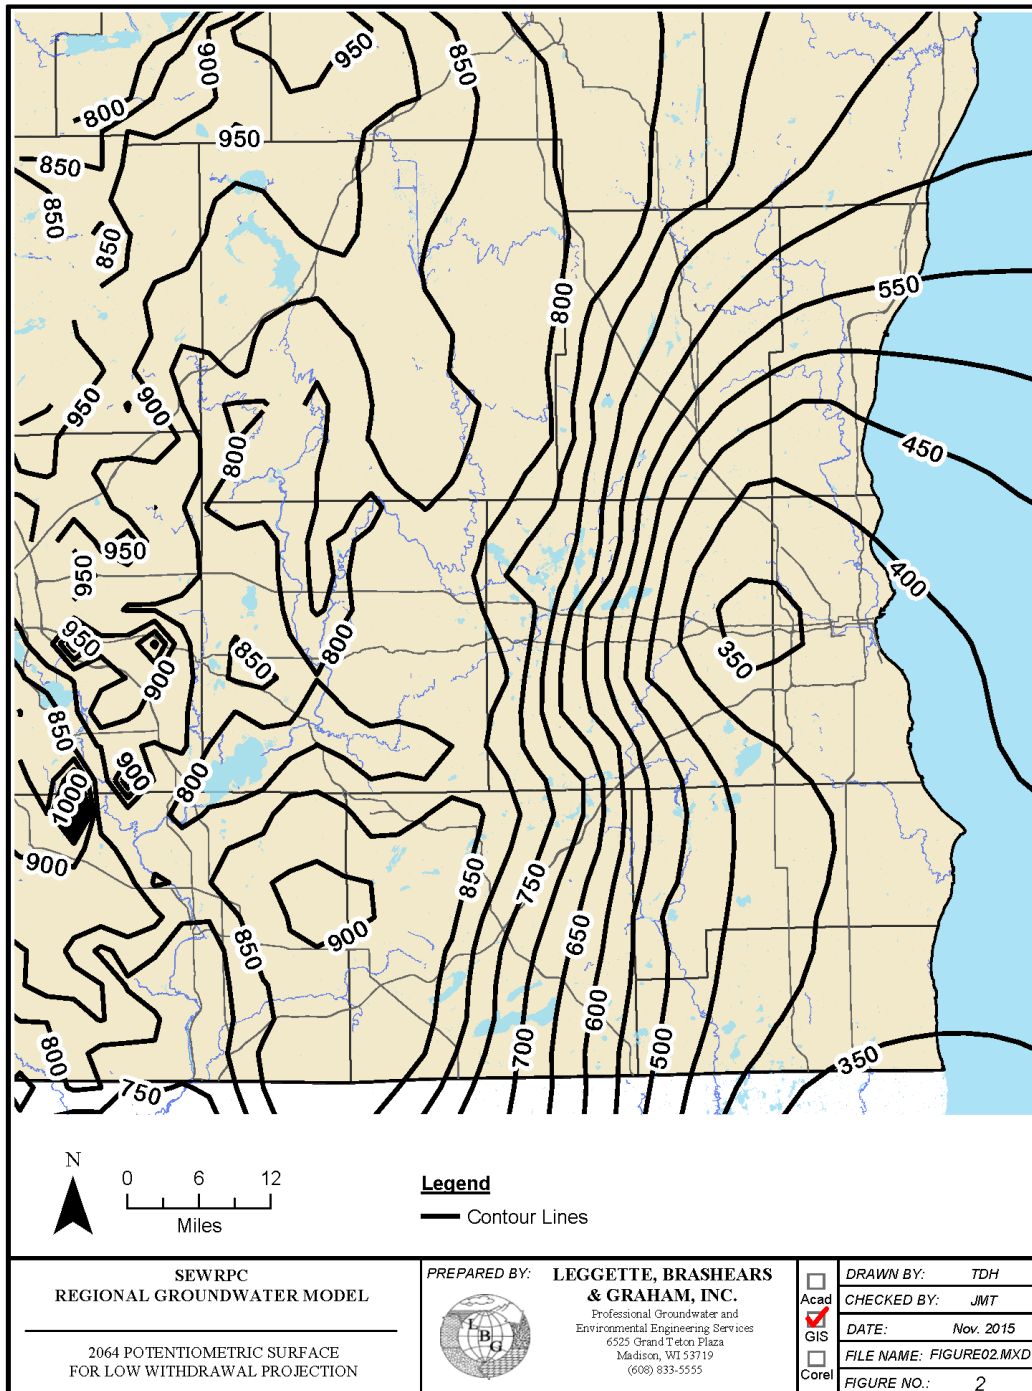 900
950
850
800
950
850
850
850
800
550
950
900
450
800
950
950
400
950
800
850
350
900
850
900
800
1000
900
850
750
900
850
650
700
600
500
800
750
350
N
0 6 12
Miles
Legend
Contour Lines
SEWRPC
REGIONAL GROUNDWATER MODEL
2064 POTENTIOMETRIC SURFACE
FOR LOW WITHDRAWAL PROJECTION
PREPARED BY:
LEGGETTE, BRASHEARS
& GRAHAM, INC.
Professional Groundwater and
Environmental Engineering Services
6525 Grand Teton Plaza
Madison, WI 53719
(608) 833-5555
L B G
Acad
GIS
Corel
DRAWN BY: TDH
CHECKED BY: JMT
DATE: Nov. 2015
FILE NAME: FIGURE02.MXD
FIGURE NO.: 2